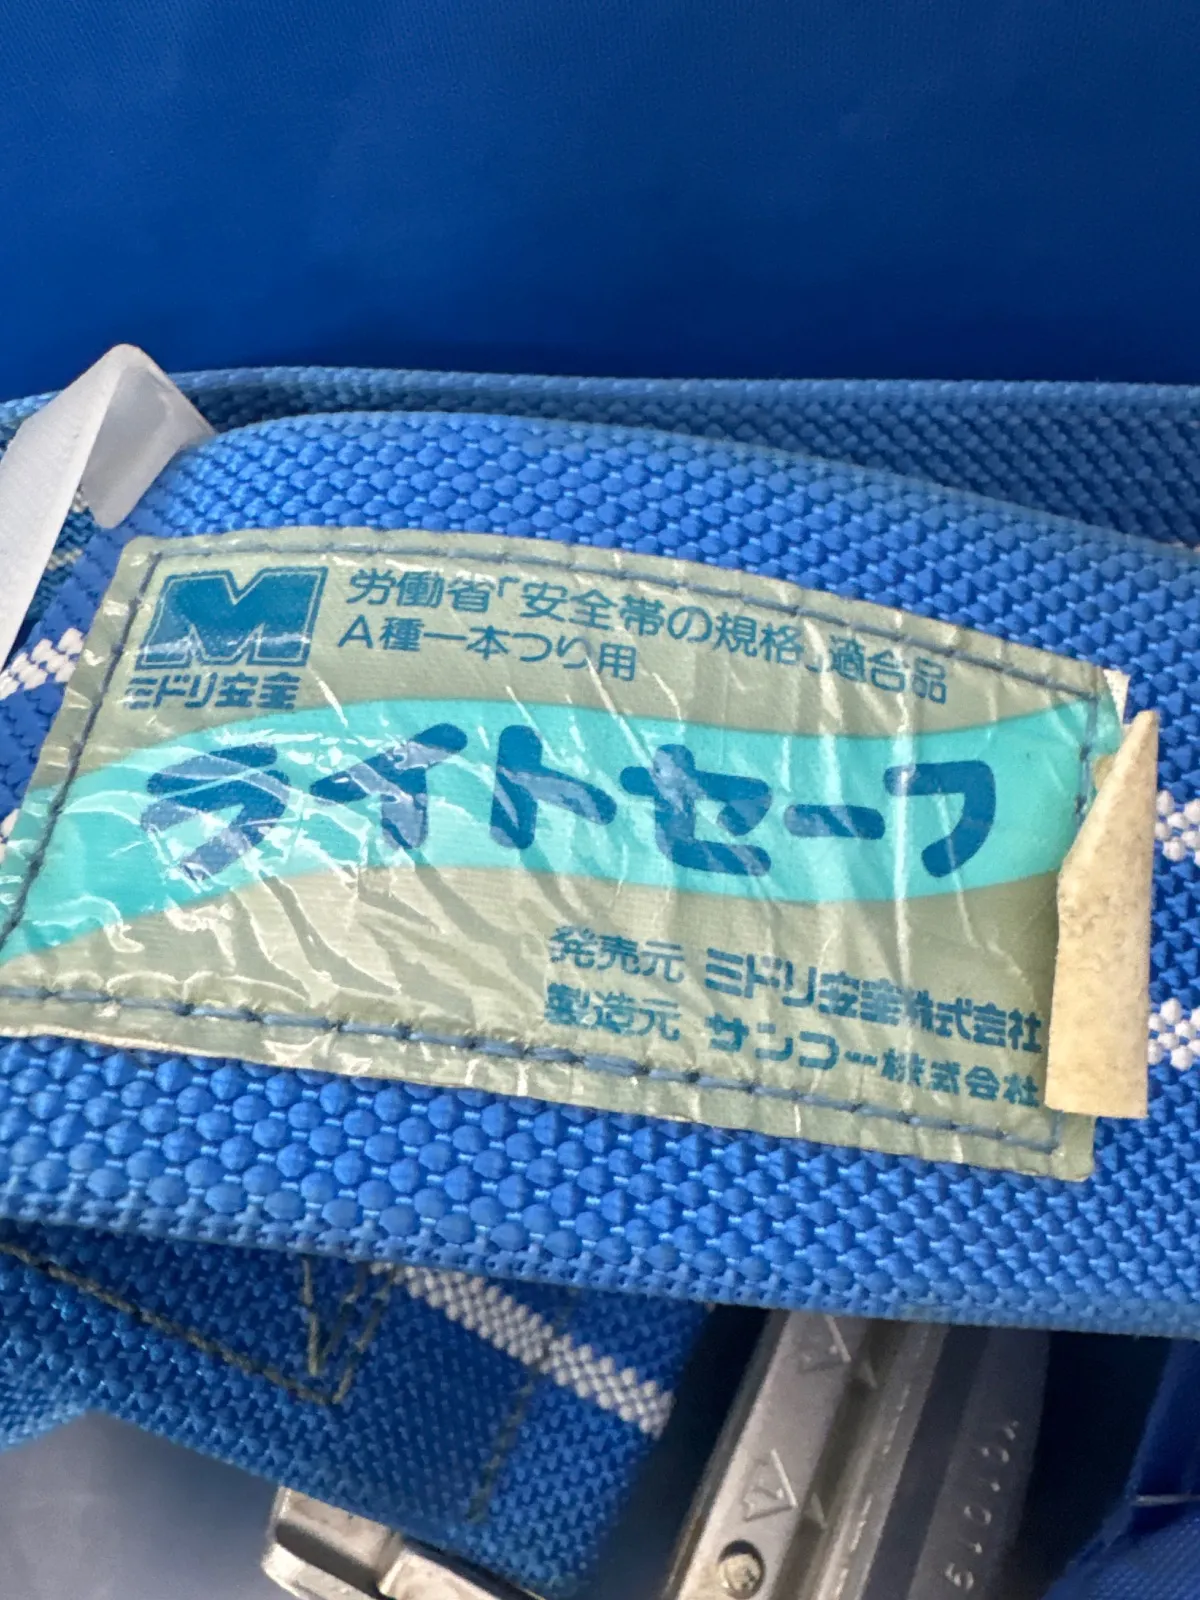 M
ミドリ安全
労働省「安全帯の規格」適合品
A種一本つり用
ライトセーフ
発売元 ミドリ安全株式会社
製造元 サンコー株式会社